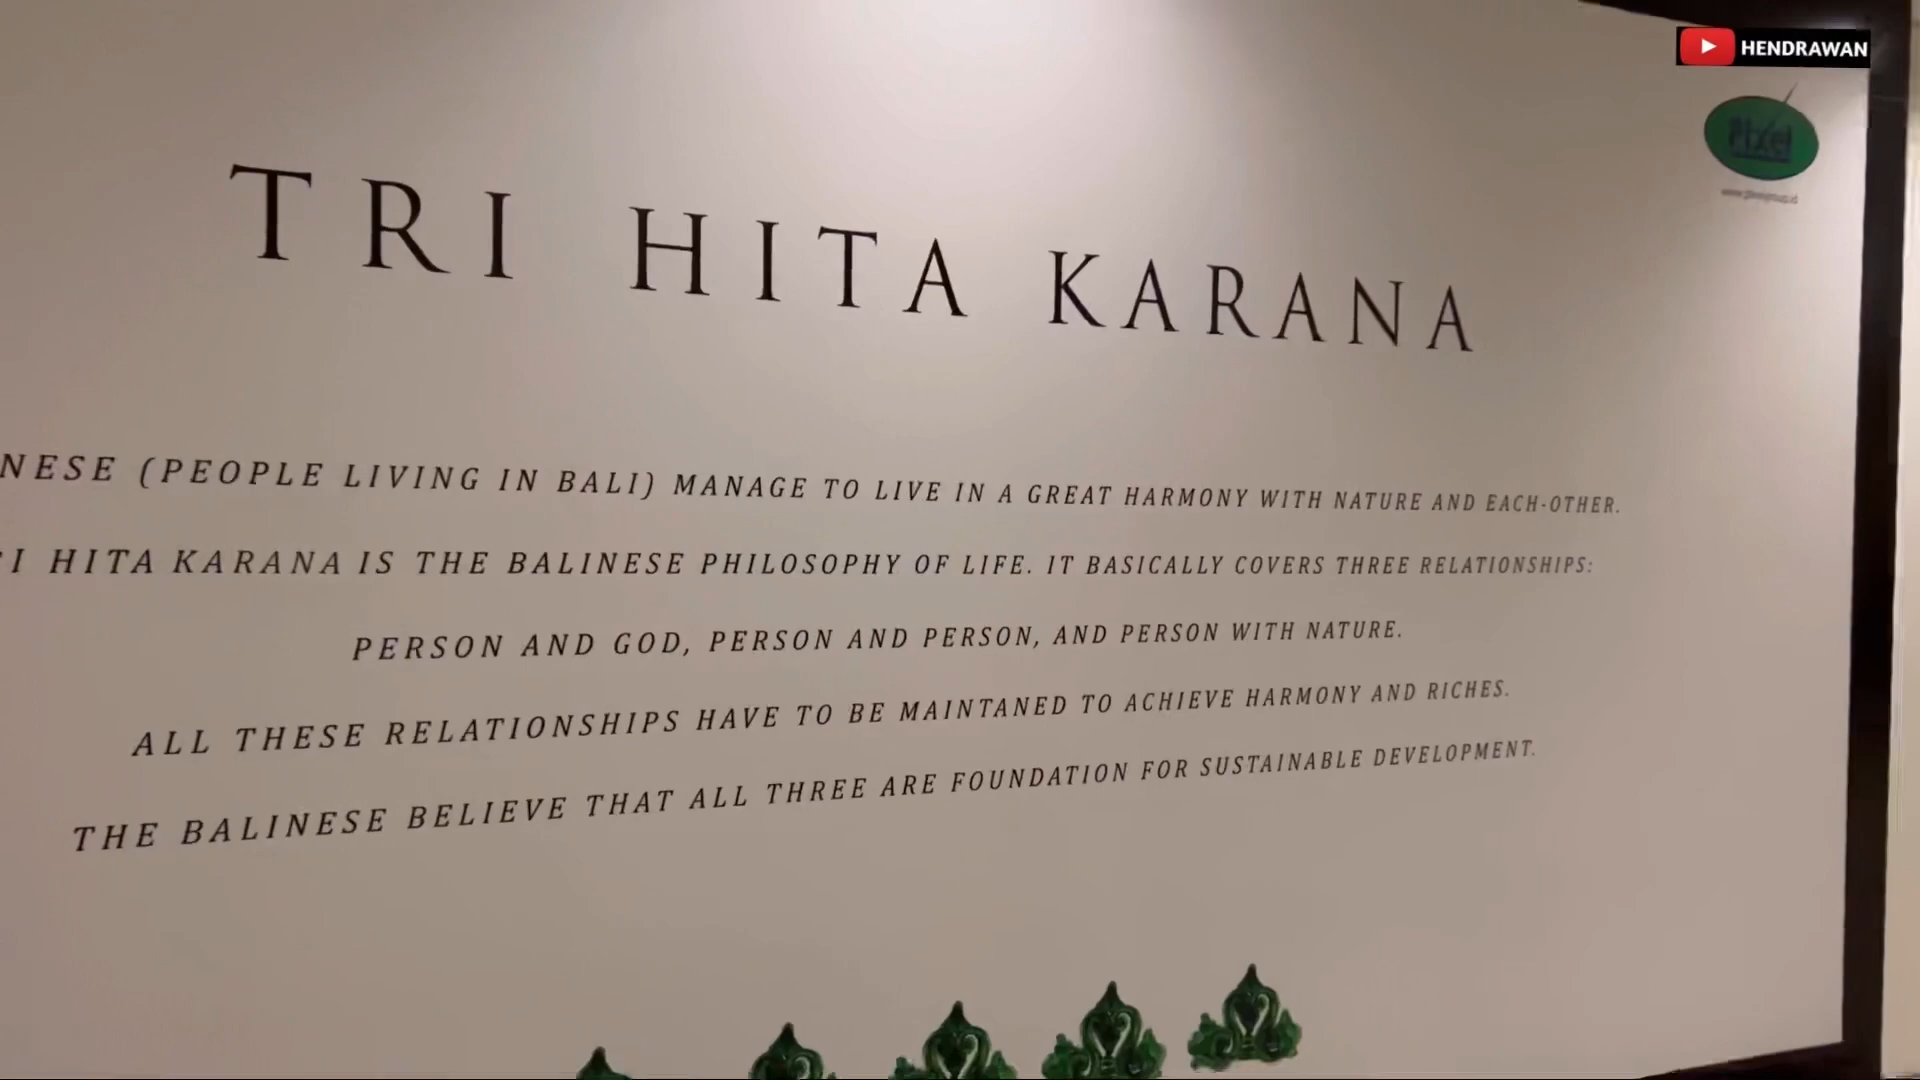 HENDRAWAN
Pixel
TRI HITA KARANA
NESE (PEOPLE LIVING IN BALI) MANAGE TO LIVE IN A GREAT HARMONY WITH NATURE AND EACH-OTHER.
I HITA KARANA IS THE BALINESE PHILOSOPHY OF LIFE. IT BASICALLY COVERS THREE RELATIONSHIPS:
PERSON AND GOD, PERSON AND PERSON, AND PERSON WITH NATURE.
ALL THESE RELATIONSHIPS HAVE TO BE MAINTANED TO ACHIEVE HARMONY AND RICHES.
THE BALINESE BELIEVE THAT ALL THREE ARE FOUNDATION FOR SUSTAINABLE DEVELOPMENT.